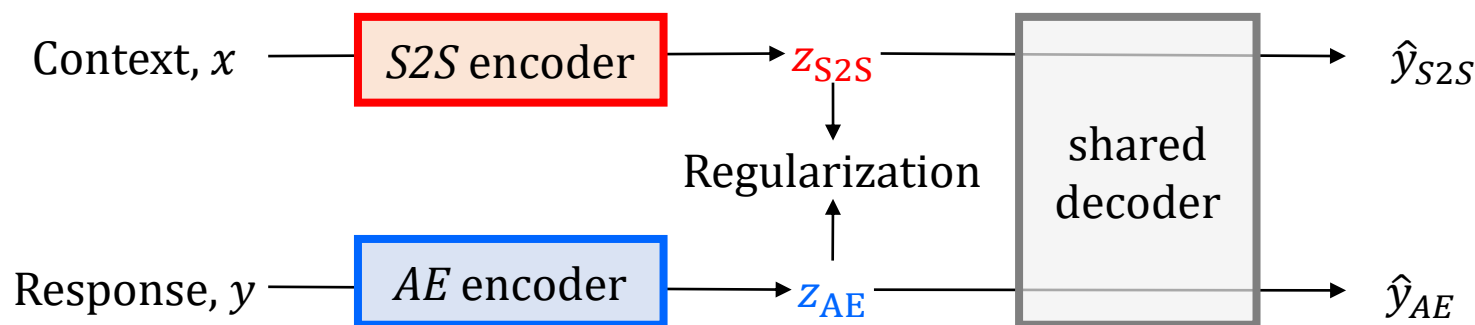 Context, x
S2S encoder
z_S2S
ŷ_S2S
Regularization
shared
decoder
Response, y
AE encoder
z_AE
ŷ_AE